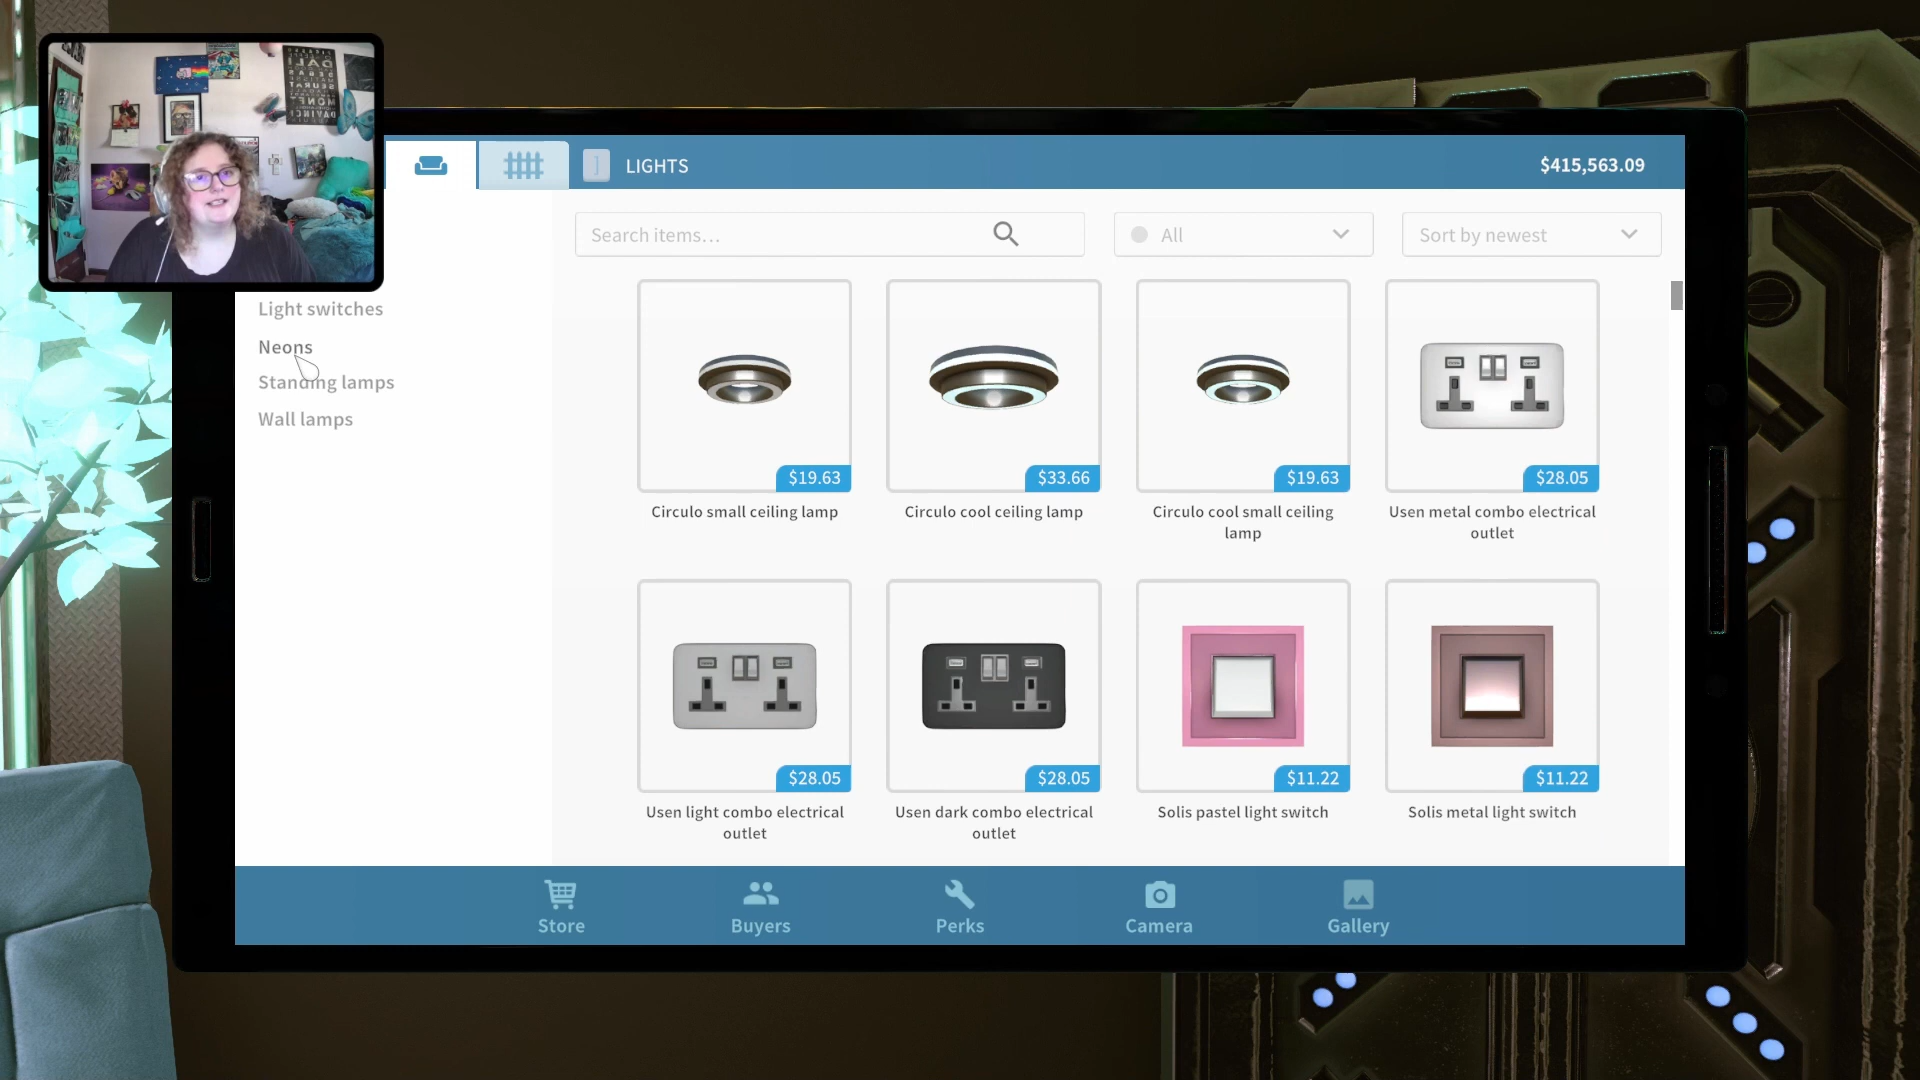 LIGHTS
$415,563.09
Search items...
All
Sort by newest
Light switches
Neons
Standing lamps
Wall lamps
$19.63
$33.66
$19.63
$28.05
Circulo small ceiling lamp
Circulo cool ceiling lamp
Circulo cool small ceiling
lamp
Usen metal combo electrical
outlet
$28.05
$28.05
$11.22
$11.22
Usen light combo electrical
outlet
Usen dark combo electrical
outlet
Solis pastel light switch
Solis metal light switch
Store
Buyers
Perks
Camera
Gallery